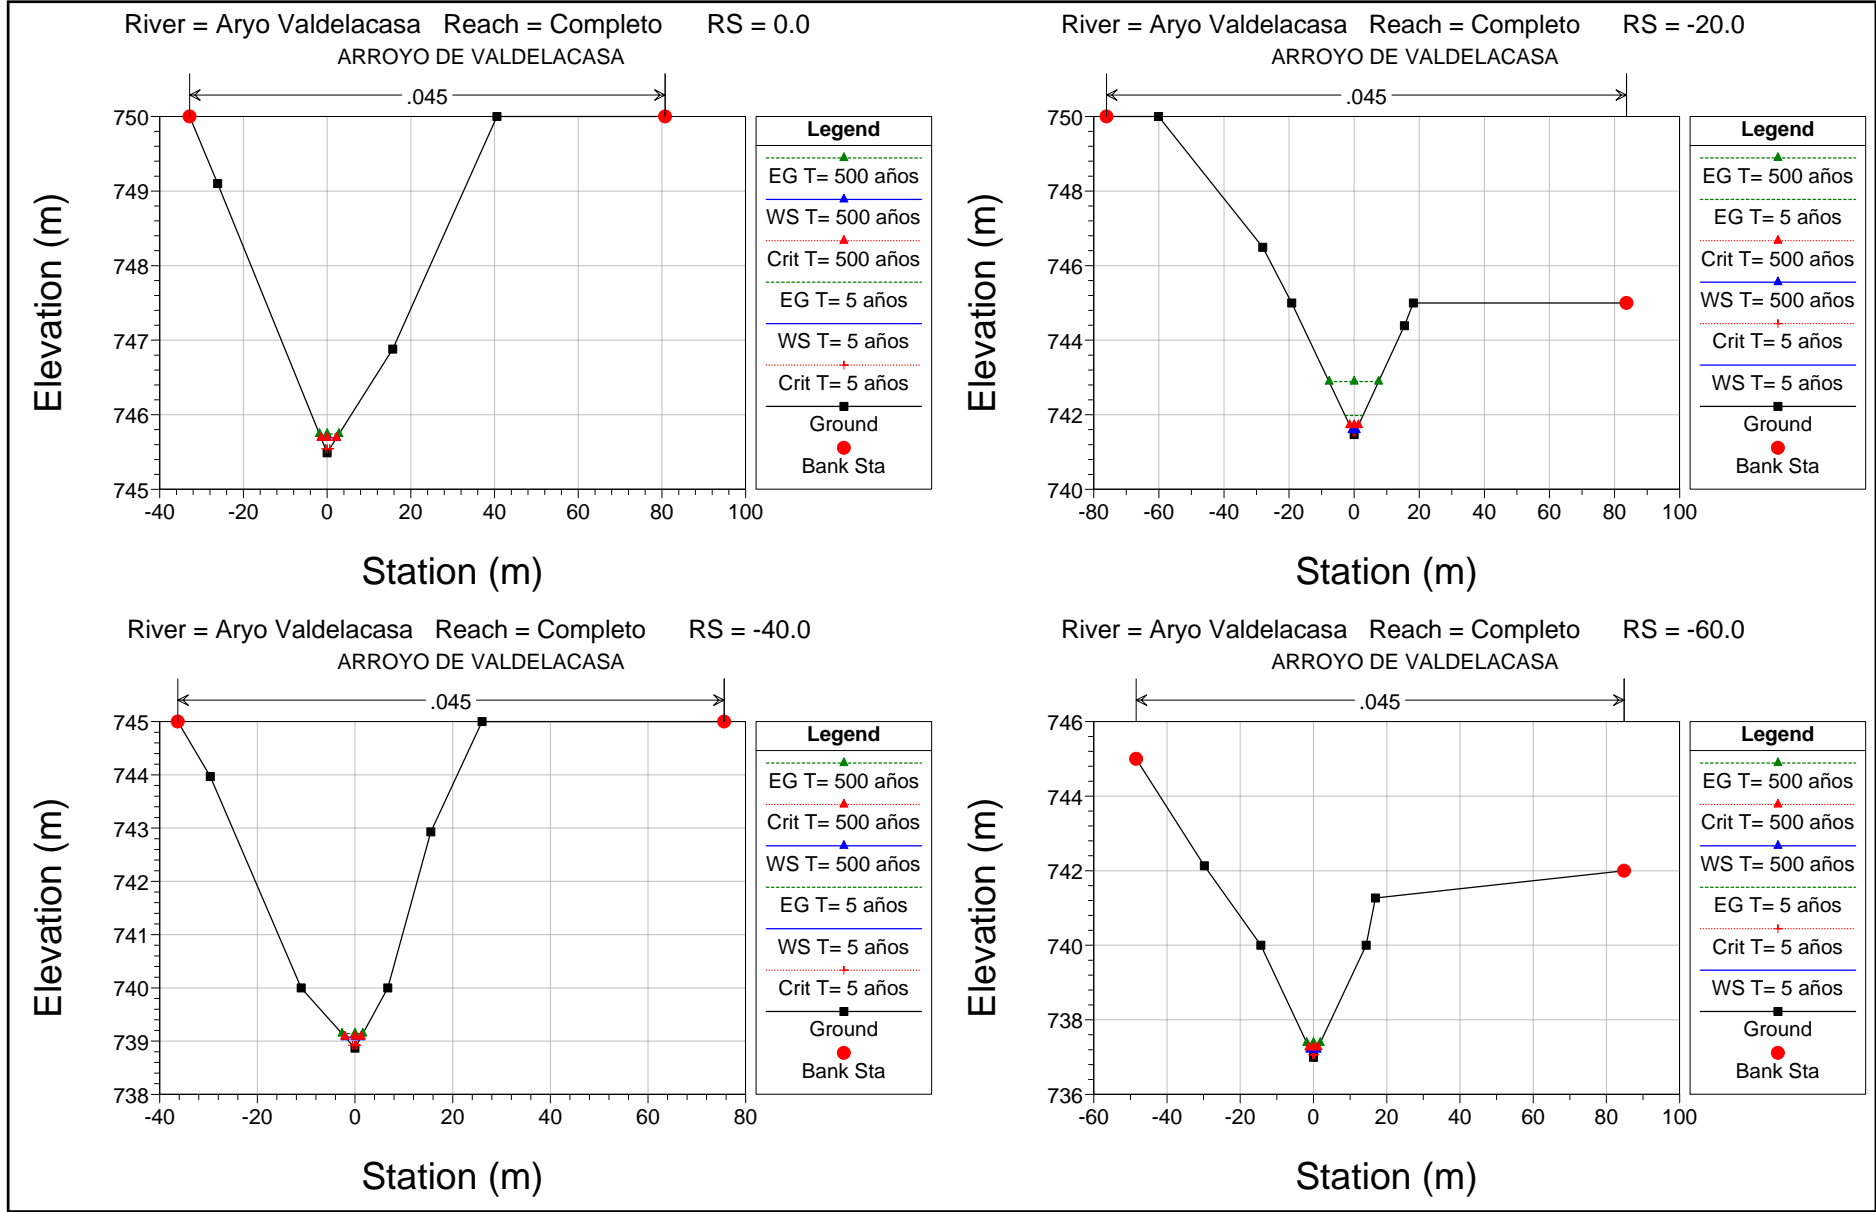 River = Aryo Valdelacasa Reach = Completo RS = 0.0
ARROYO DE VALDELACASA
.045
750
749
748
747
746
745
-40 -20 0 20 40 60 80 100
Elevation (m)
Station (m)
Legend
EG T= 500 años
WS T= 500 años
Crit T= 500 años
EG T= 5 años
WS T= 5 años
Crit T= 5 años
Ground
Bank Sta
River = Aryo Valdelacasa Reach = Completo RS = -20.0
ARROYO DE VALDELACASA
.045
750
748
746
744
742
740
-80 -60 -40 -20 0 20 40 60 80 100
Elevation (m)
Station (m)
Legend
EG T= 500 años
EG T= 5 años
Crit T= 500 años
WS T= 500 años
Crit T= 5 años
WS T= 5 años
Ground
Bank Sta
River = Aryo Valdelacasa Reach = Completo RS = -40.0
ARROYO DE VALDELACASA
.045
745
744
743
742
741
740
739
738
-40 -20 0 20 40 60 80
Elevation (m)
Station (m)
Legend
EG T= 500 años
Crit T= 500 años
WS T= 500 años
EG T= 5 años
WS T= 5 años
Crit T= 5 años
Ground
Bank Sta
River = Aryo Valdelacasa Reach = Completo RS = -60.0
ARROYO DE VALDELACASA
.045
746
744
742
740
738
736
-60 -40 -20 0 20 40 60 80 100
Elevation (m)
Station (m)
Legend
EG T= 500 años
Crit T= 500 años
WS T= 500 años
EG T= 5 años
Crit T= 5 años
WS T= 5 años
Ground
Bank Sta